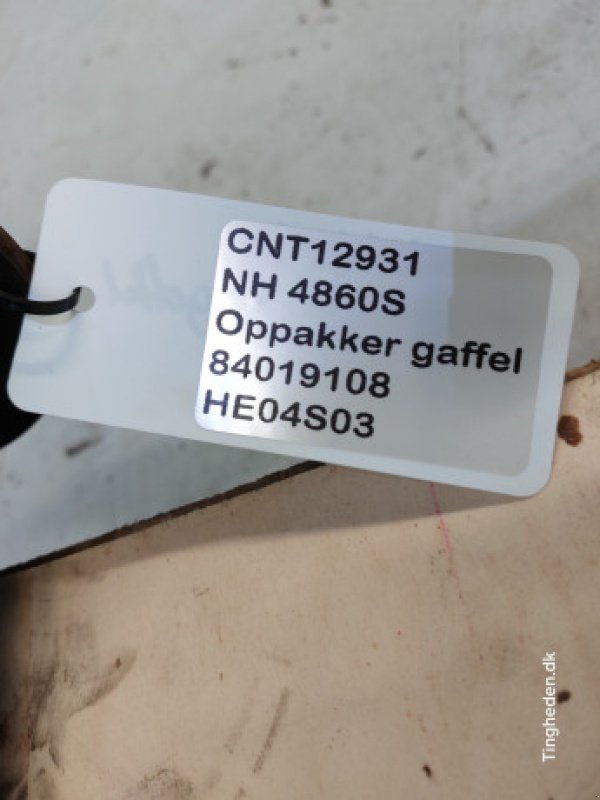 CNT12931
NH 4860S
Oppakker gaffel
84019108
HE04S03
Tingheden.dk